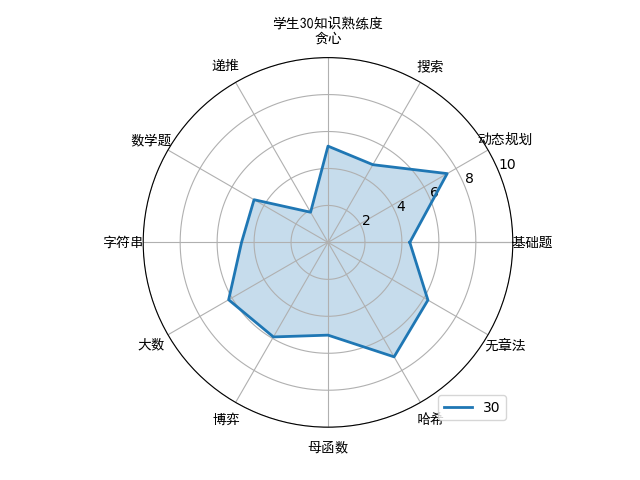 学生30知识熟练度
贪心
递推
搜索
数学题
动态规划
10
8
6
4
2
字符串
基础题
大数
无章法
博弈
哈希
30
母函数